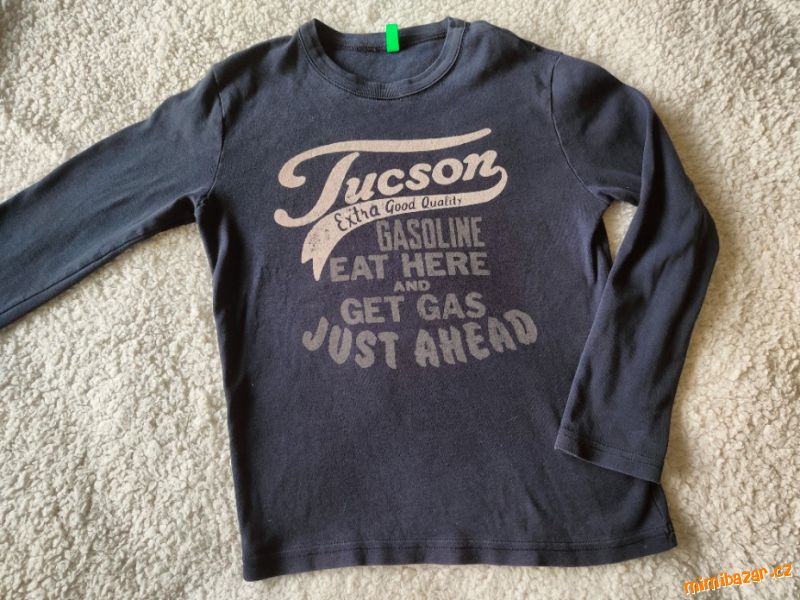 Tucson
Extra Good Quality
GASOLINE
EAT HERE
AND
GET GAS
JUST AHEAD
mimibazar.cz